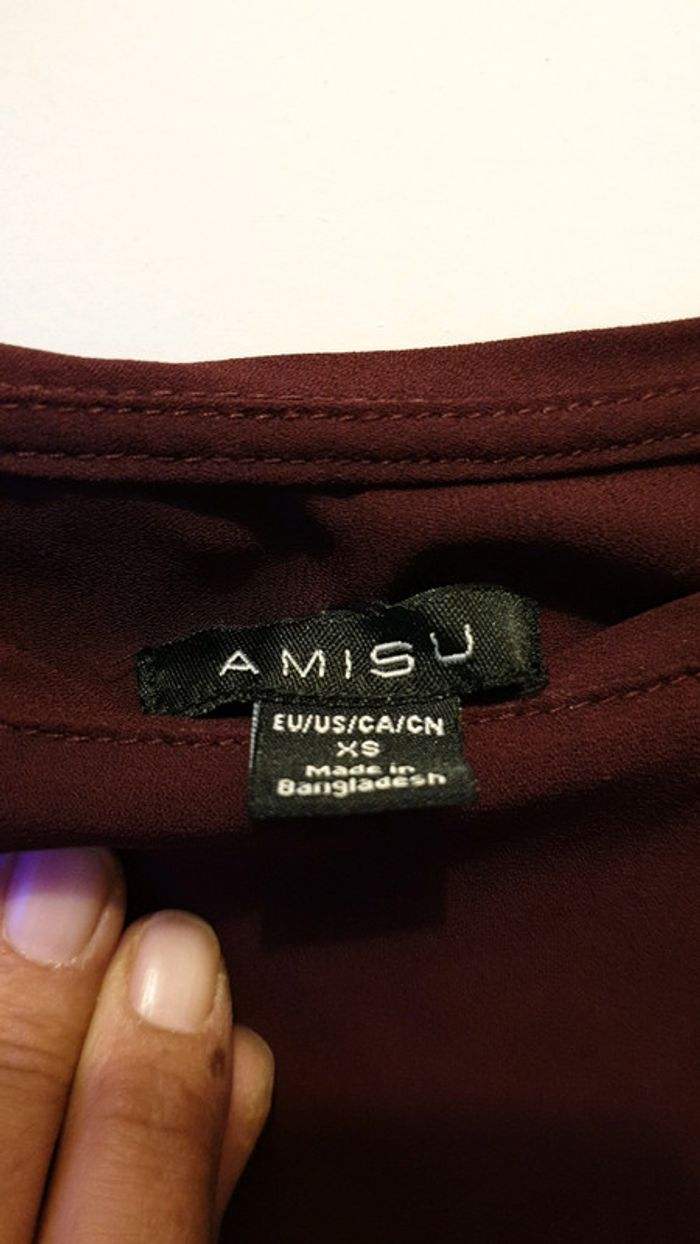 AMISU
EU/US/CA/CN
XS
Made in
Bangladesh